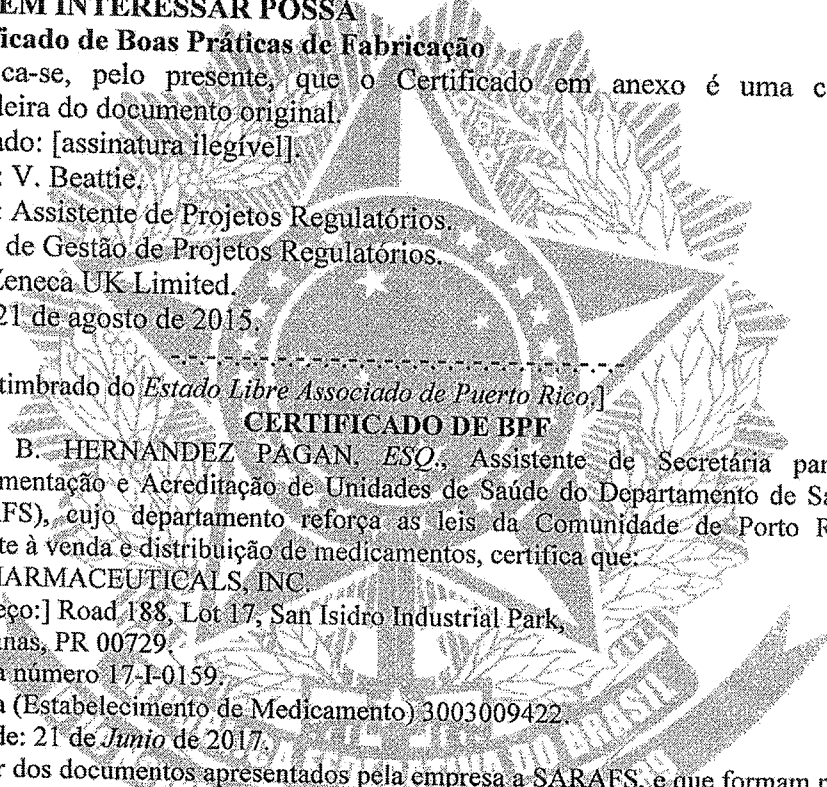 EM INTERESSAR POSSA
ficado de Boas Práticas de Fabricação
ca-se, pelo presente, que o Certificado em anexo é uma c
leira do documento original.
do: [assinatura ilegível].
: V. Beattie.
: Assistente de Projetos Regulatórios.
de Gestão de Projetos Regulatórios.
Zeneca UK Limited.
21 de agosto de 2015.
timbrado do Estado Libre Associado de Puerto Rico.]
CERTIFICADO DE BPF
B. HERNANDEZ PAGAN, ESQ., Assistente de Secretária par
mentação e Acreditação de Unidades de Saúde do Departamento de Sa
AFS), cujo departamento reforça as leis da Comunidade de Porto R
te à venda e distribuição de medicamentos, certifica que:
HARMACEUTICALS, INC.
eço:] Road 188, Lot 17, San Isidro Industrial Park,
nas, PR 00729.
a número 17-I-0159.
a (Estabelecimento de Medicamento) 3003009422.
de: 21 de Junio de 2017.
r dos documentos apresentados pela empresa a SARAFS, e que formam p